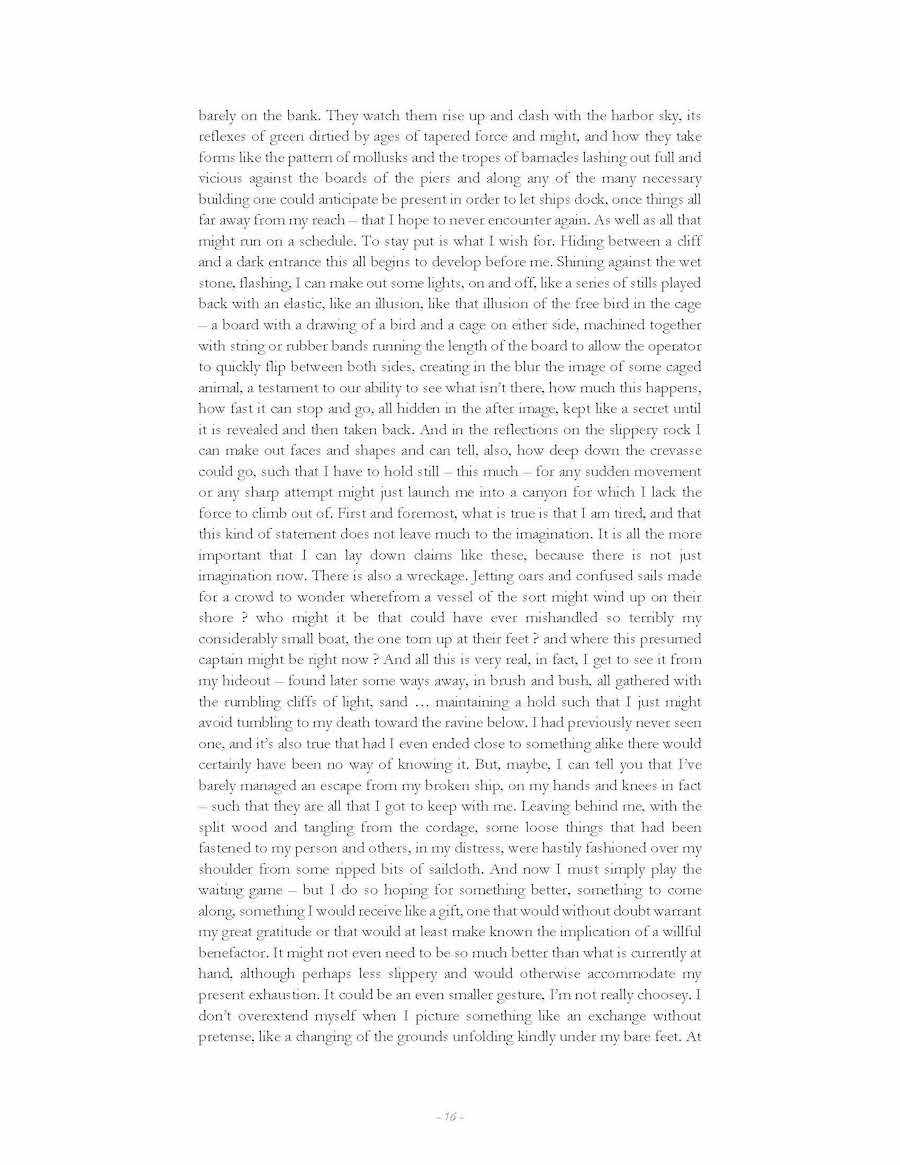 barely on the bank. They watch them rise up and clash with the harbor sky, its
reflexes of green dirtied by ages of tapered force and might, and how they take
forms like the pattern of mollusks and the tropes of barnacles lashing out full and
vicious against the boards of the piers and along any of the many necessary
building one could anticipate be present in order to let ships dock, once things all
far away from my reach – that I hope to never encounter again. As well as all that
might run on a schedule. To stay put is what I wish for. Hiding between a cliff
and a dark entrance this all begins to develop before me. Shining against the wet
stone, flashing, I can make out some lights, on and off, like a series of stills played
back with an elastic, like an illusion, like that illusion of the free bird in the cage
– a board with a drawing of a bird and a cage on either side, machined together
with string or rubber bands running the length of the board to allow the operator
to quickly flip between both sides, creating in the blur the image of some caged
animal, a testament to our ability to see what isn’t there, how much this happens,
how fast it can stop and go, all hidden in the after image, kept like a secret until
it is revealed and then taken back. And in the reflections on the slippery rock I
can make out faces and shapes and can tell, also, how deep down the crevasse
could go, such that I have to hold still – this much – for any sudden movement
or any sharp attempt might just launch me into a canyon for which I lack the
force to climb out of. First and foremost, what is true is that I am tired, and that
this kind of statement does not leave much to the imagination. It is all the more
important that I can lay down claims like these, because there is not just
imagination now. There is also a wreckage. Jetting oars and confused sails made
for a crowd to wonder wherefrom a vessel of the sort might wind up on their
shore ? who might it be that could have ever mishandled so terribly my
considerably small boat, the one torn up at their feet ? and where this presumed
captain might be right now ? And all this is very real, in fact, I get to see it from
my hideout – found later some ways away, in brush and bush, all gathered with
the rumbling cliffs of light, sand … maintaining a hold such that I just might
avoid tumbling to my death toward the ravine below. I had previously never seen
one, and it’s also true that had I even ended close to something alike there would
certainly have been no way of knowing it. But, maybe, I can tell you that I’ve
barely managed an escape from my broken ship, on my hands and knees in fact
– such that they are all that I got to keep with me. Leaving behind me, with the
split wood and tangling from the cordage, some loose things that had been
fastened to my person and others, in my distress, were hastily fashioned over my
shoulder from some ripped bits of sailcloth. And now I must simply play the
waiting game – but I do so hoping for something better, something to come
along, something I would receive like a gift, one that would without doubt warrant
my great gratitude or that would at least make known the implication of a willful
benefactor. It might not even need to be so much better than what is currently at
hand, although perhaps less slippery and would otherwise accommodate my
present exhaustion. It could be an even smaller gesture, I’m not really choosey. I
don’t overextend myself when I picture something like an exchange without
pretense, like a changing of the grounds unfolding kindly under my bare feet. At
- 16 -